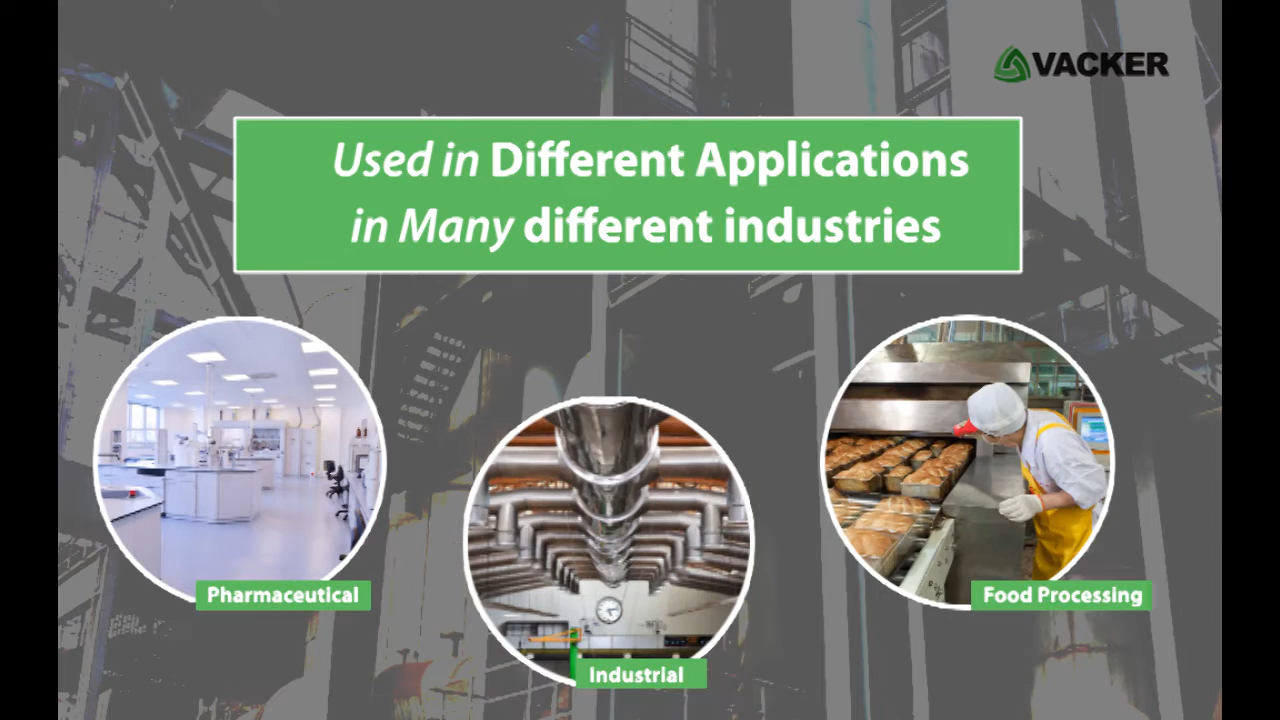 VACKER
Used in Different Applications
in Many different industries
Pharmaceutical
Food Processing
Industrial